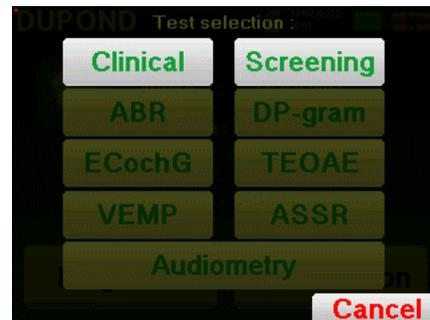 DUPOND Test selection :
Clinical Screening
ABR DP-gram
ECochG TEOAE
VEMP ASSR
Audiometry
Cancel